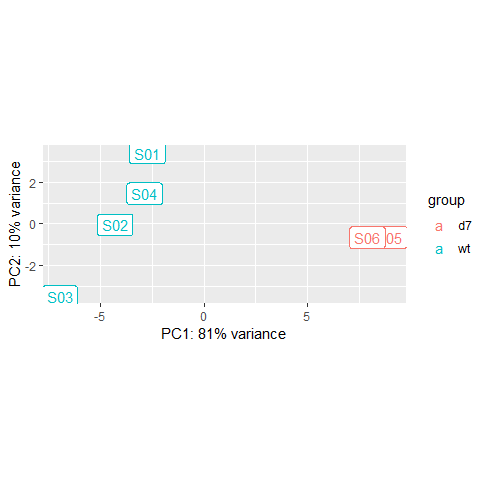 S01
2
S04
S02
0
S06
05
-2
S03
-5
0
5
PC1: 81% variance
PC2: 10% variance
group
a d7
a wt